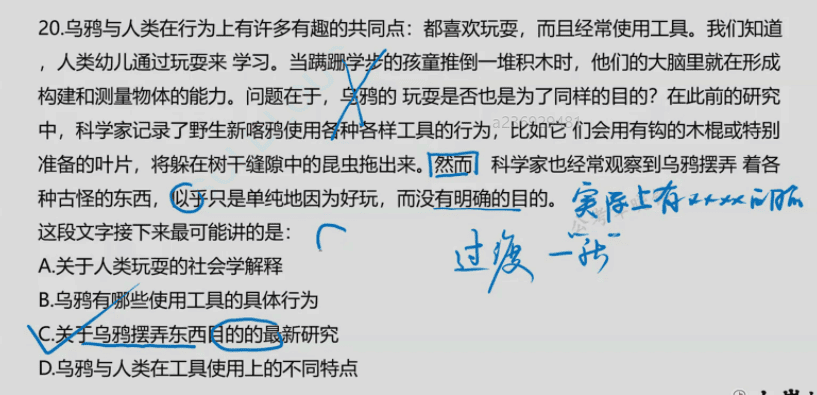 20.乌鸦与人类在行为上有许多有趣的共同点：都喜欢玩耍，而且经常使用工具。我们知道
，人类幼儿通过玩耍来 学习。当蹒跚学步的孩童推倒一堆积木时，他们的大脑里就在形成
构建和测量物体的能力。问题在于，乌鸦的 玩耍是否也是为了同样的目的？在此前的研究
中，科学家记录了野生新喀鸦使用各种各样工具的行为，比如它 们会用有钩的木棍或特别
准备的叶片，将躲在树干缝隙中的昆虫拖出来。然而，科学家也经常观察到乌鸦摆弄 着各
种古怪的东西，似乎只是单纯地因为好玩，而没有明确的目的。 实际上有xxxx的目的
这段文字接下来最可能讲的是：
过渡 一
A.关于人类玩耍的社会学解释
B.乌鸦有哪些使用工具的具体行为
C.关于乌鸦摆弄东西目的的最新研究
D.乌鸦与人类在工具使用上的不同特点